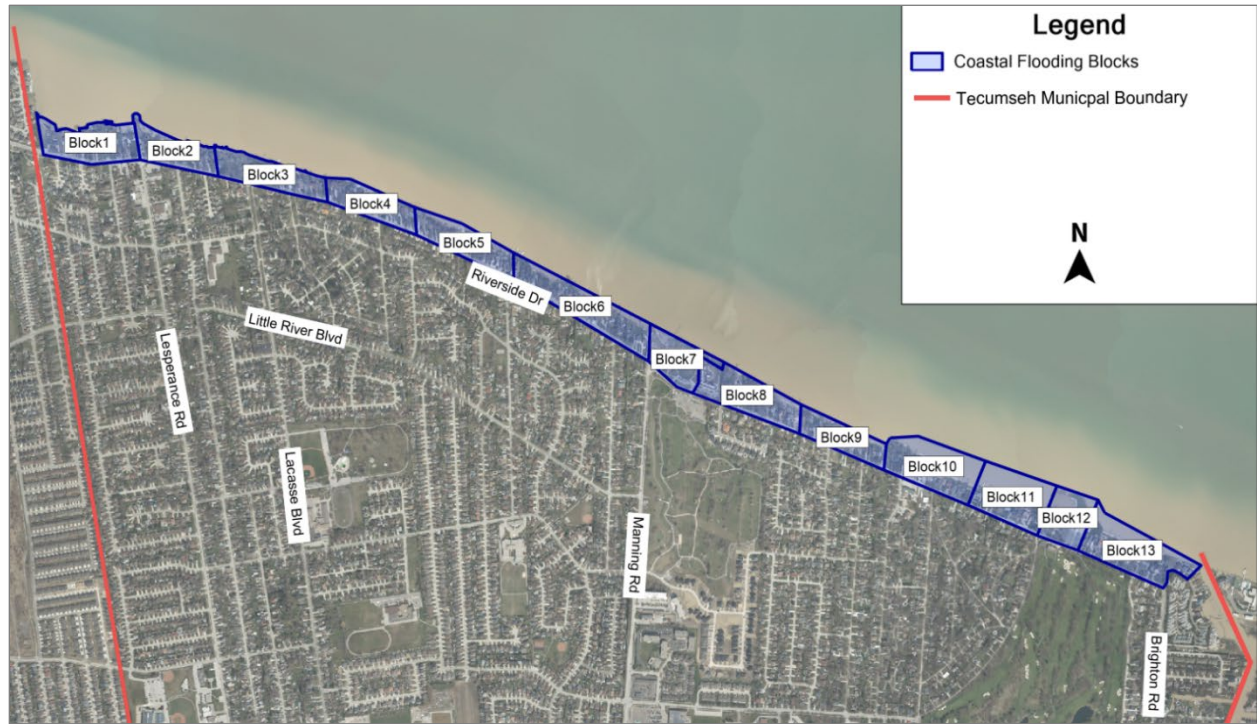 Legend
Coastal Flooding Blocks
Tecumseh Municpal Boundary
N
Block1
Block2
Block3
Block4
Block5
Riverside Dr
Block6
Little River Blvd
Block7
Block8
Block9
Lesperance Rd
Block10
Lacasse Blvd
Block11
Block12
Manning Rd
Block13
Brighton Rd